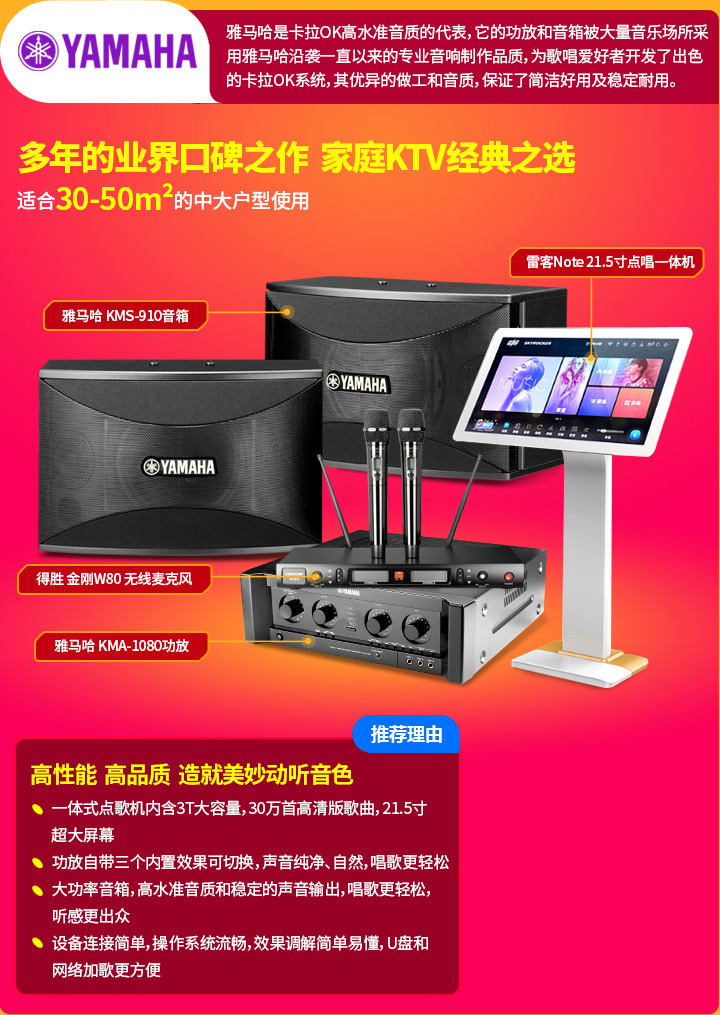 YAMAHA
雅马哈是卡拉OK高水准音质的代表，它的功放和音箱被大量音乐场所采
用雅马哈沿袭一直以来的专业音响制作品质，为歌唱爱好者开发了出色
的卡拉OK系统，其优异的做工和音质，保证了简洁好用及稳定耐用。
多年的业界口碑之作 家庭KTV经典之选
适合30-50m²的中大户型使用
雷客Note 21.5寸点唱一体机
雅马哈 KMS-910音箱
SKYROCKER
MUSIC
YAMAHA
YAMAHA
得胜 金刚W80 无线麦克风
YAMAHA
雅马哈 KMA-1080功放
推荐理由
高性能 高品质 造就美妙动听音色
一体式点歌机内含3T大容量，30万首高清版歌曲，21.5寸
超大屏幕
功放自带三个内置效果可切换，声音纯净、自然，唱歌更轻松
大功率音箱，高水准音质和稳定的声音输出，唱歌更轻松，
听感更出众
设备连接简单，操作系统流畅，效果调解简单易懂，U盘和
网络加歌更方便